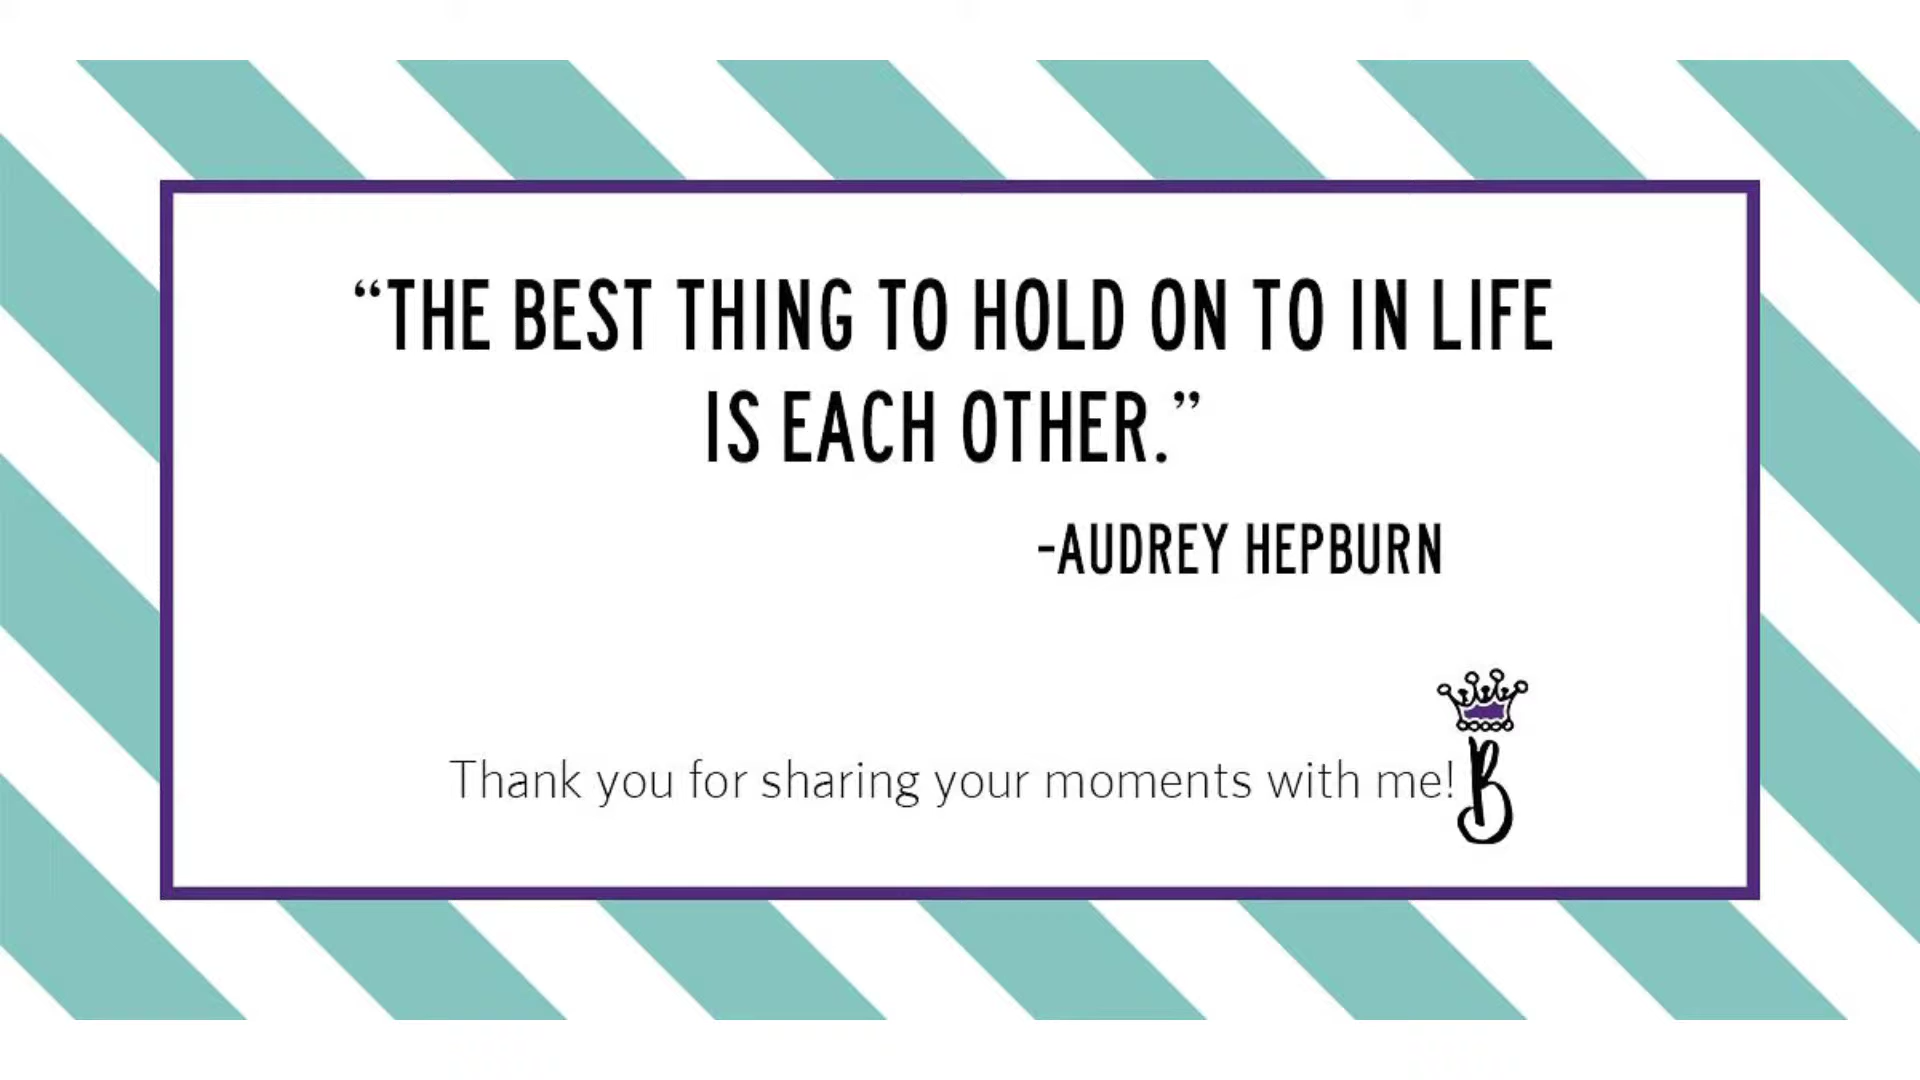 “THE BEST THING TO HOLD ON TO IN LIFE
IS EACH OTHER.”
-AUDREY HEPBURN
Thank you for sharing your moments with me!
B